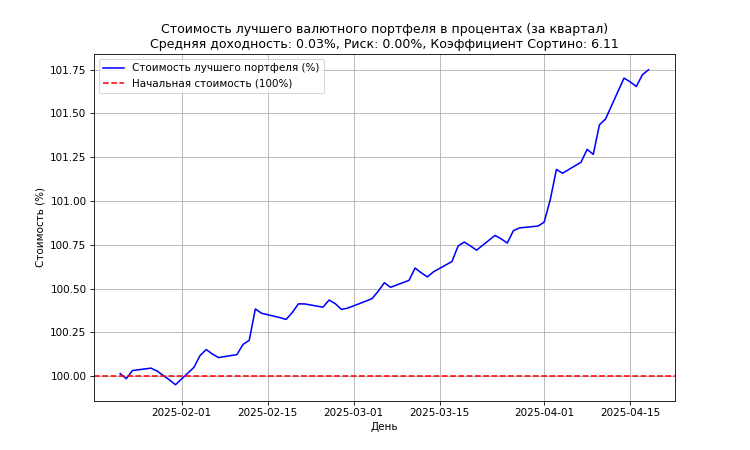 Стоимость лучшего валютного портфеля в процентах (за квартал)
Средняя доходность: 0.03%, Риск: 0.00%, Коэффициент Сортино: 6.11
Стоимость лучшего портфеля (%)
Начальная стоимость (100%)
Стоимость (%)
101.75
101.50
101.25
101.00
100.75
100.50
100.25
100.00
2025-02-01
2025-02-15
2025-03-01
2025-03-15
2025-04-01
2025-04-15
День